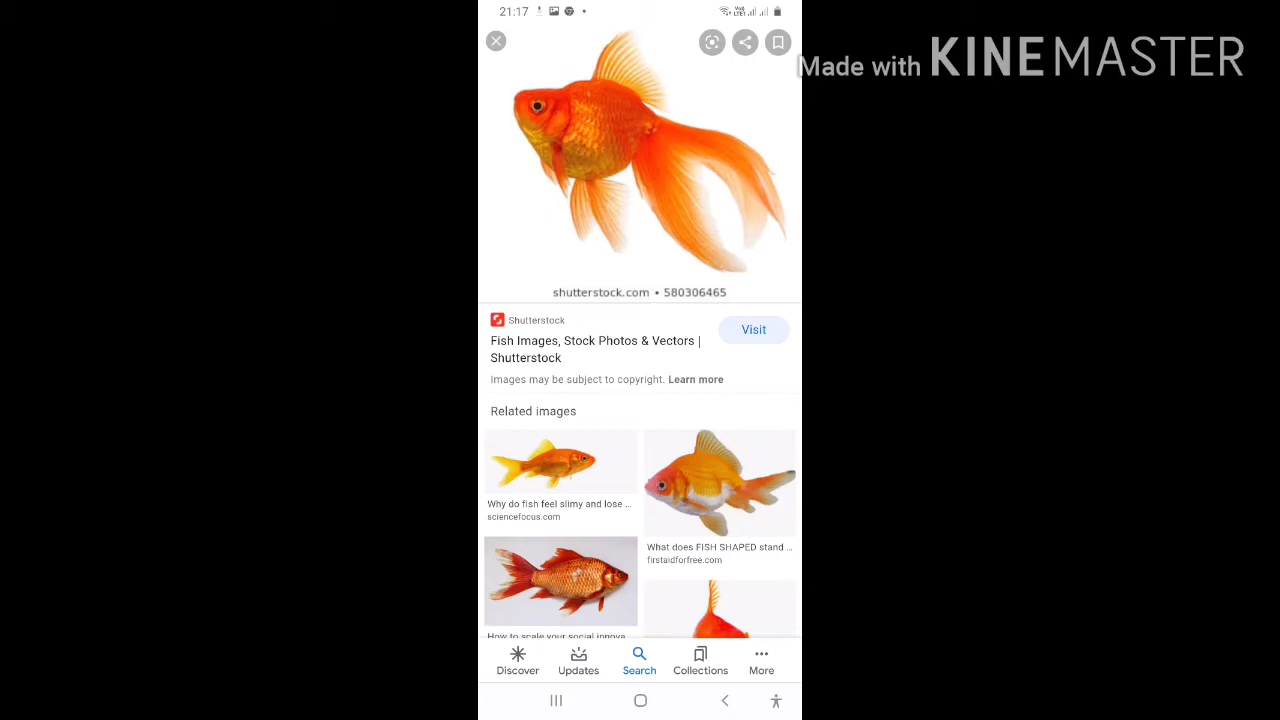 21:17
Made with KINEMASTER
shutterstock.com • 580306465
Shutterstock
Visit
Fish Images, Stock Photos & Vectors |
Shutterstock
Images may be subject to copyright. Learn more
Related images
Why do fish feel slimy and lose ...
sciencefocus.com
What does FISH SHAPED stand ...
firstaidforfree.com
How to scale your social innova
Discover
Updates
Search
Collections
More